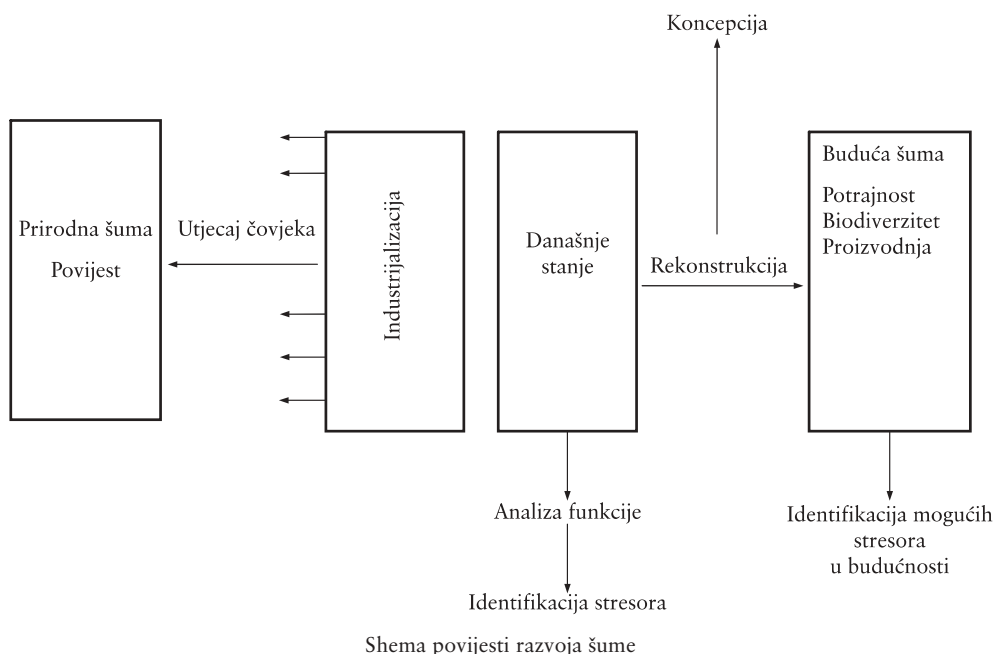 Koncepcija
Prirodna šuma
Povijest
Utjecaj čovjeka
Industrijalizacija
Današnje
stanje
Rekonstrukcija
Buduća šuma
Potrajnost
Biodiverzitet
Proizvodnja
Analiza funkcije
Identifikacija stresora
Identifikacija mogućih
stresora
u budućnosti
Shema povijesti razvoja šume